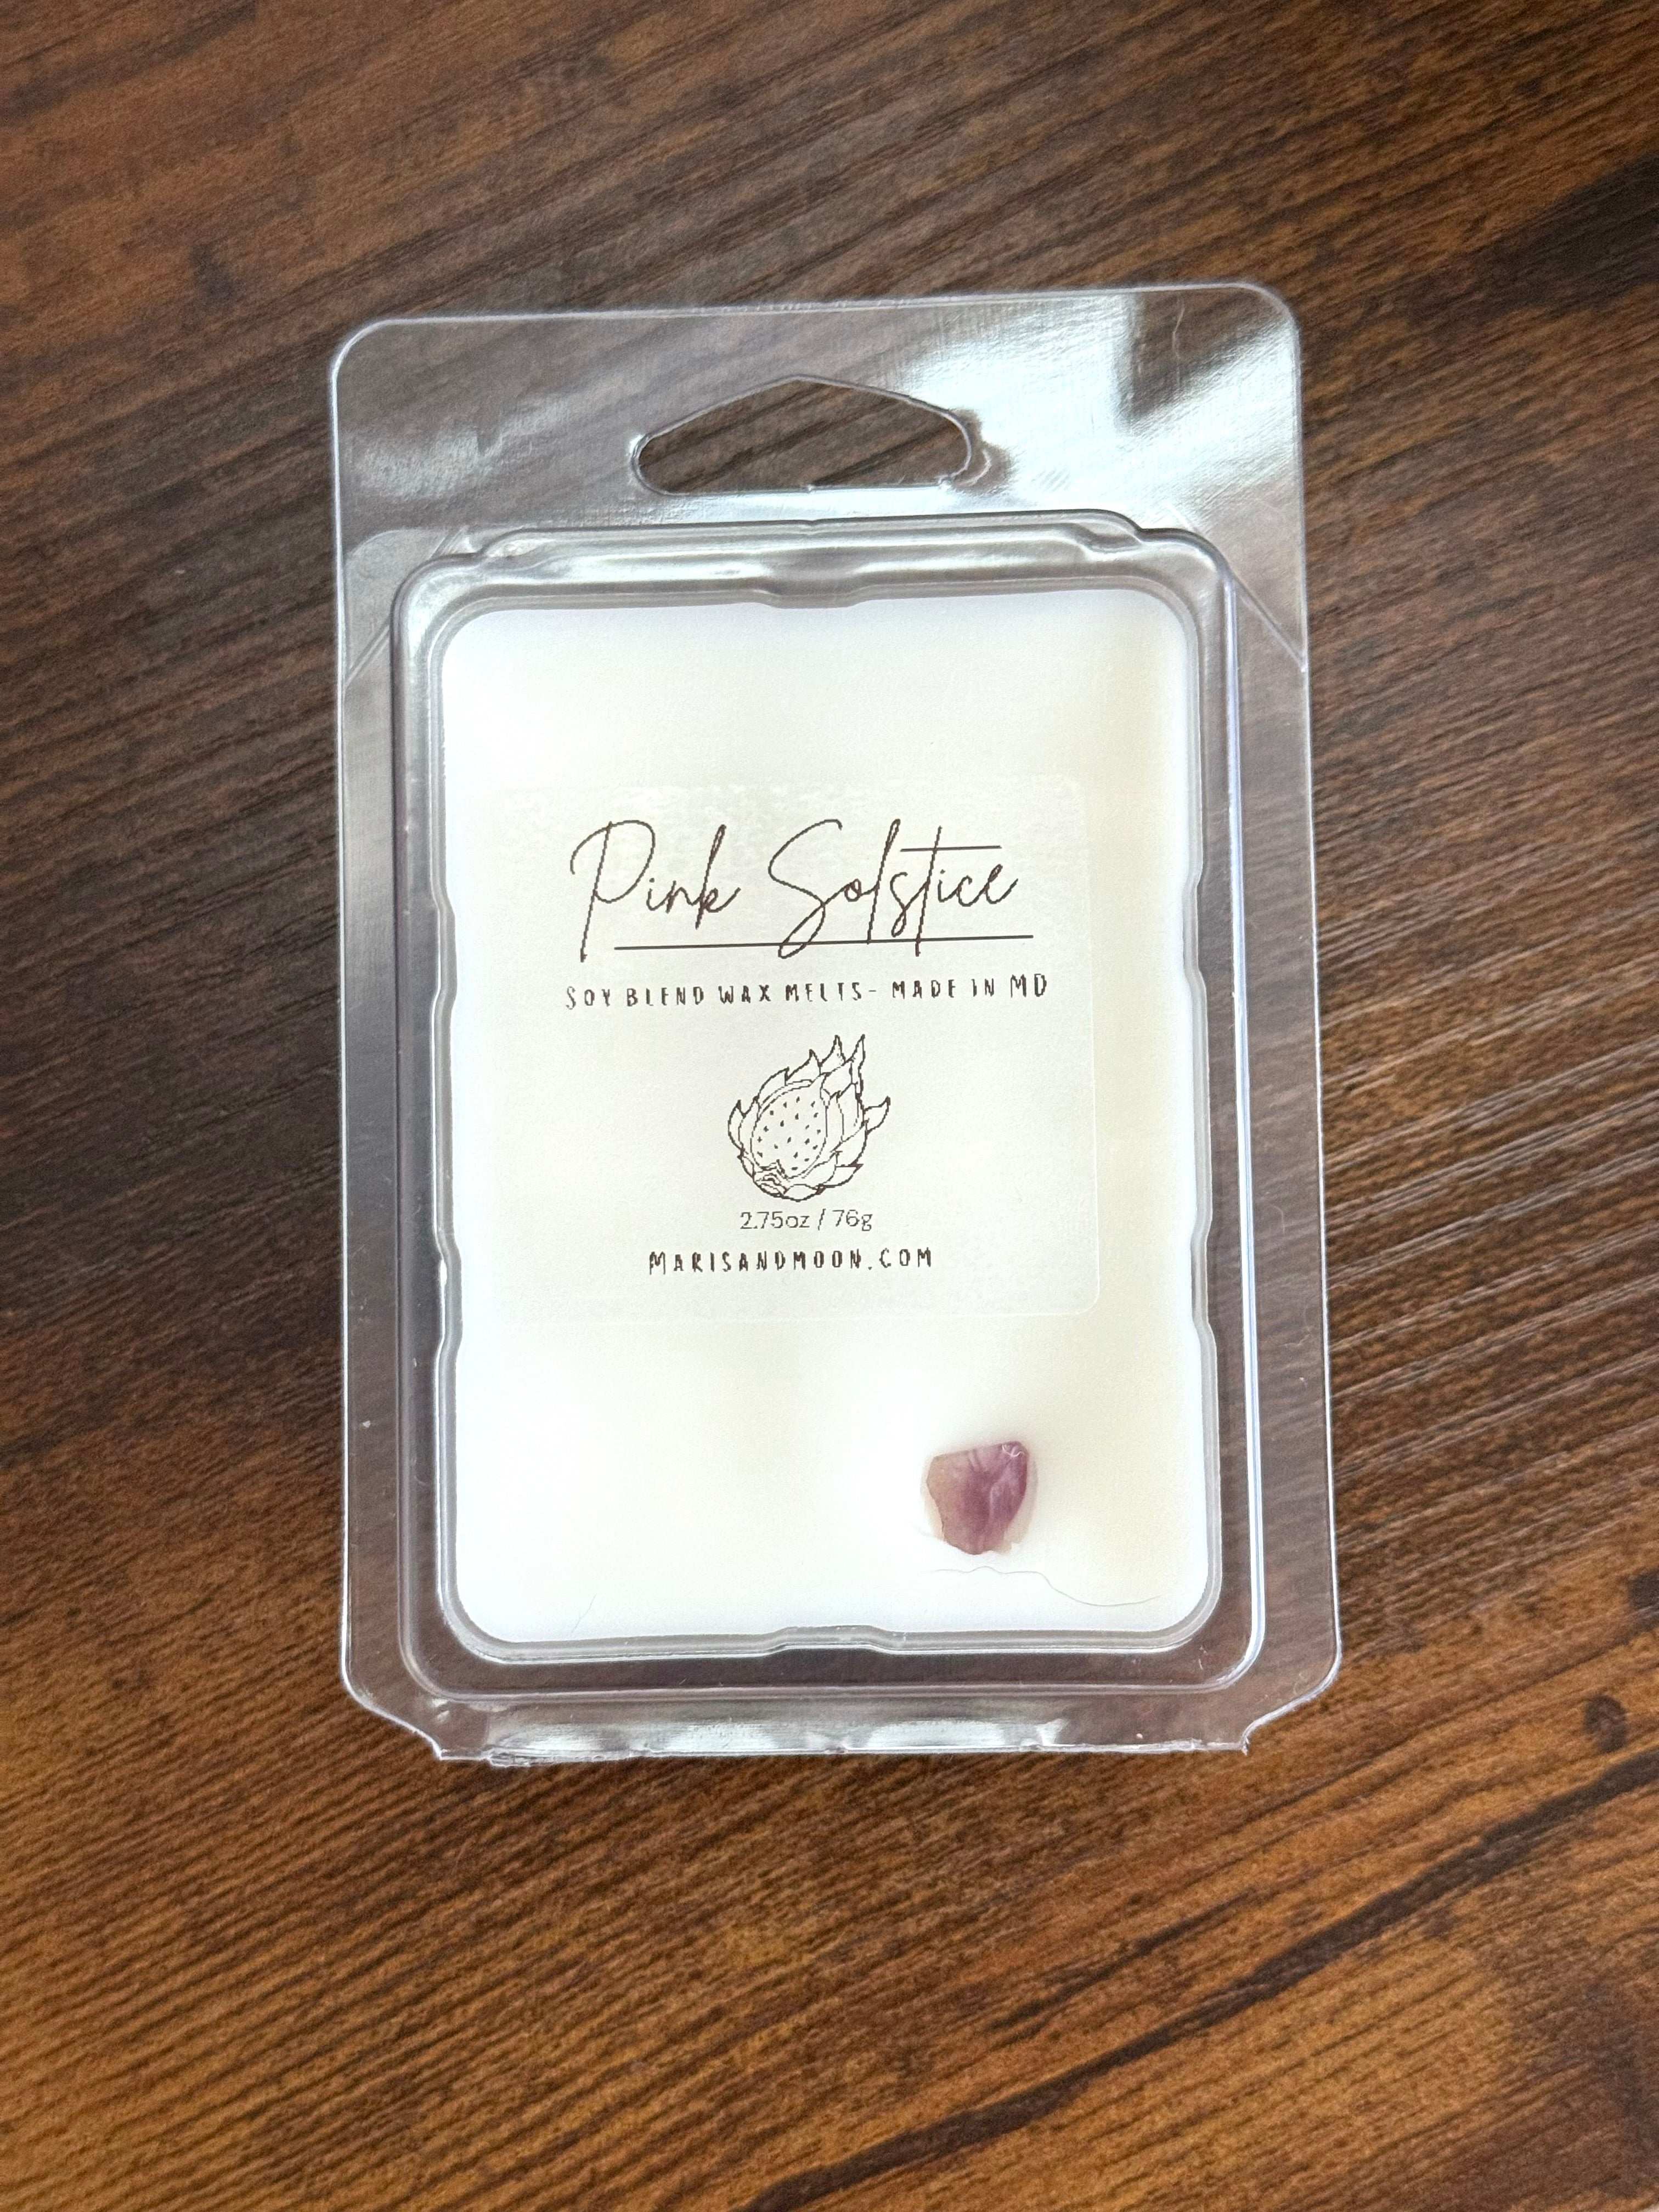 Pink Solstice
SOY BLEND WAX MELTS- MADE IN MD
2.75oz / 76g
MARISANDMOON.COM